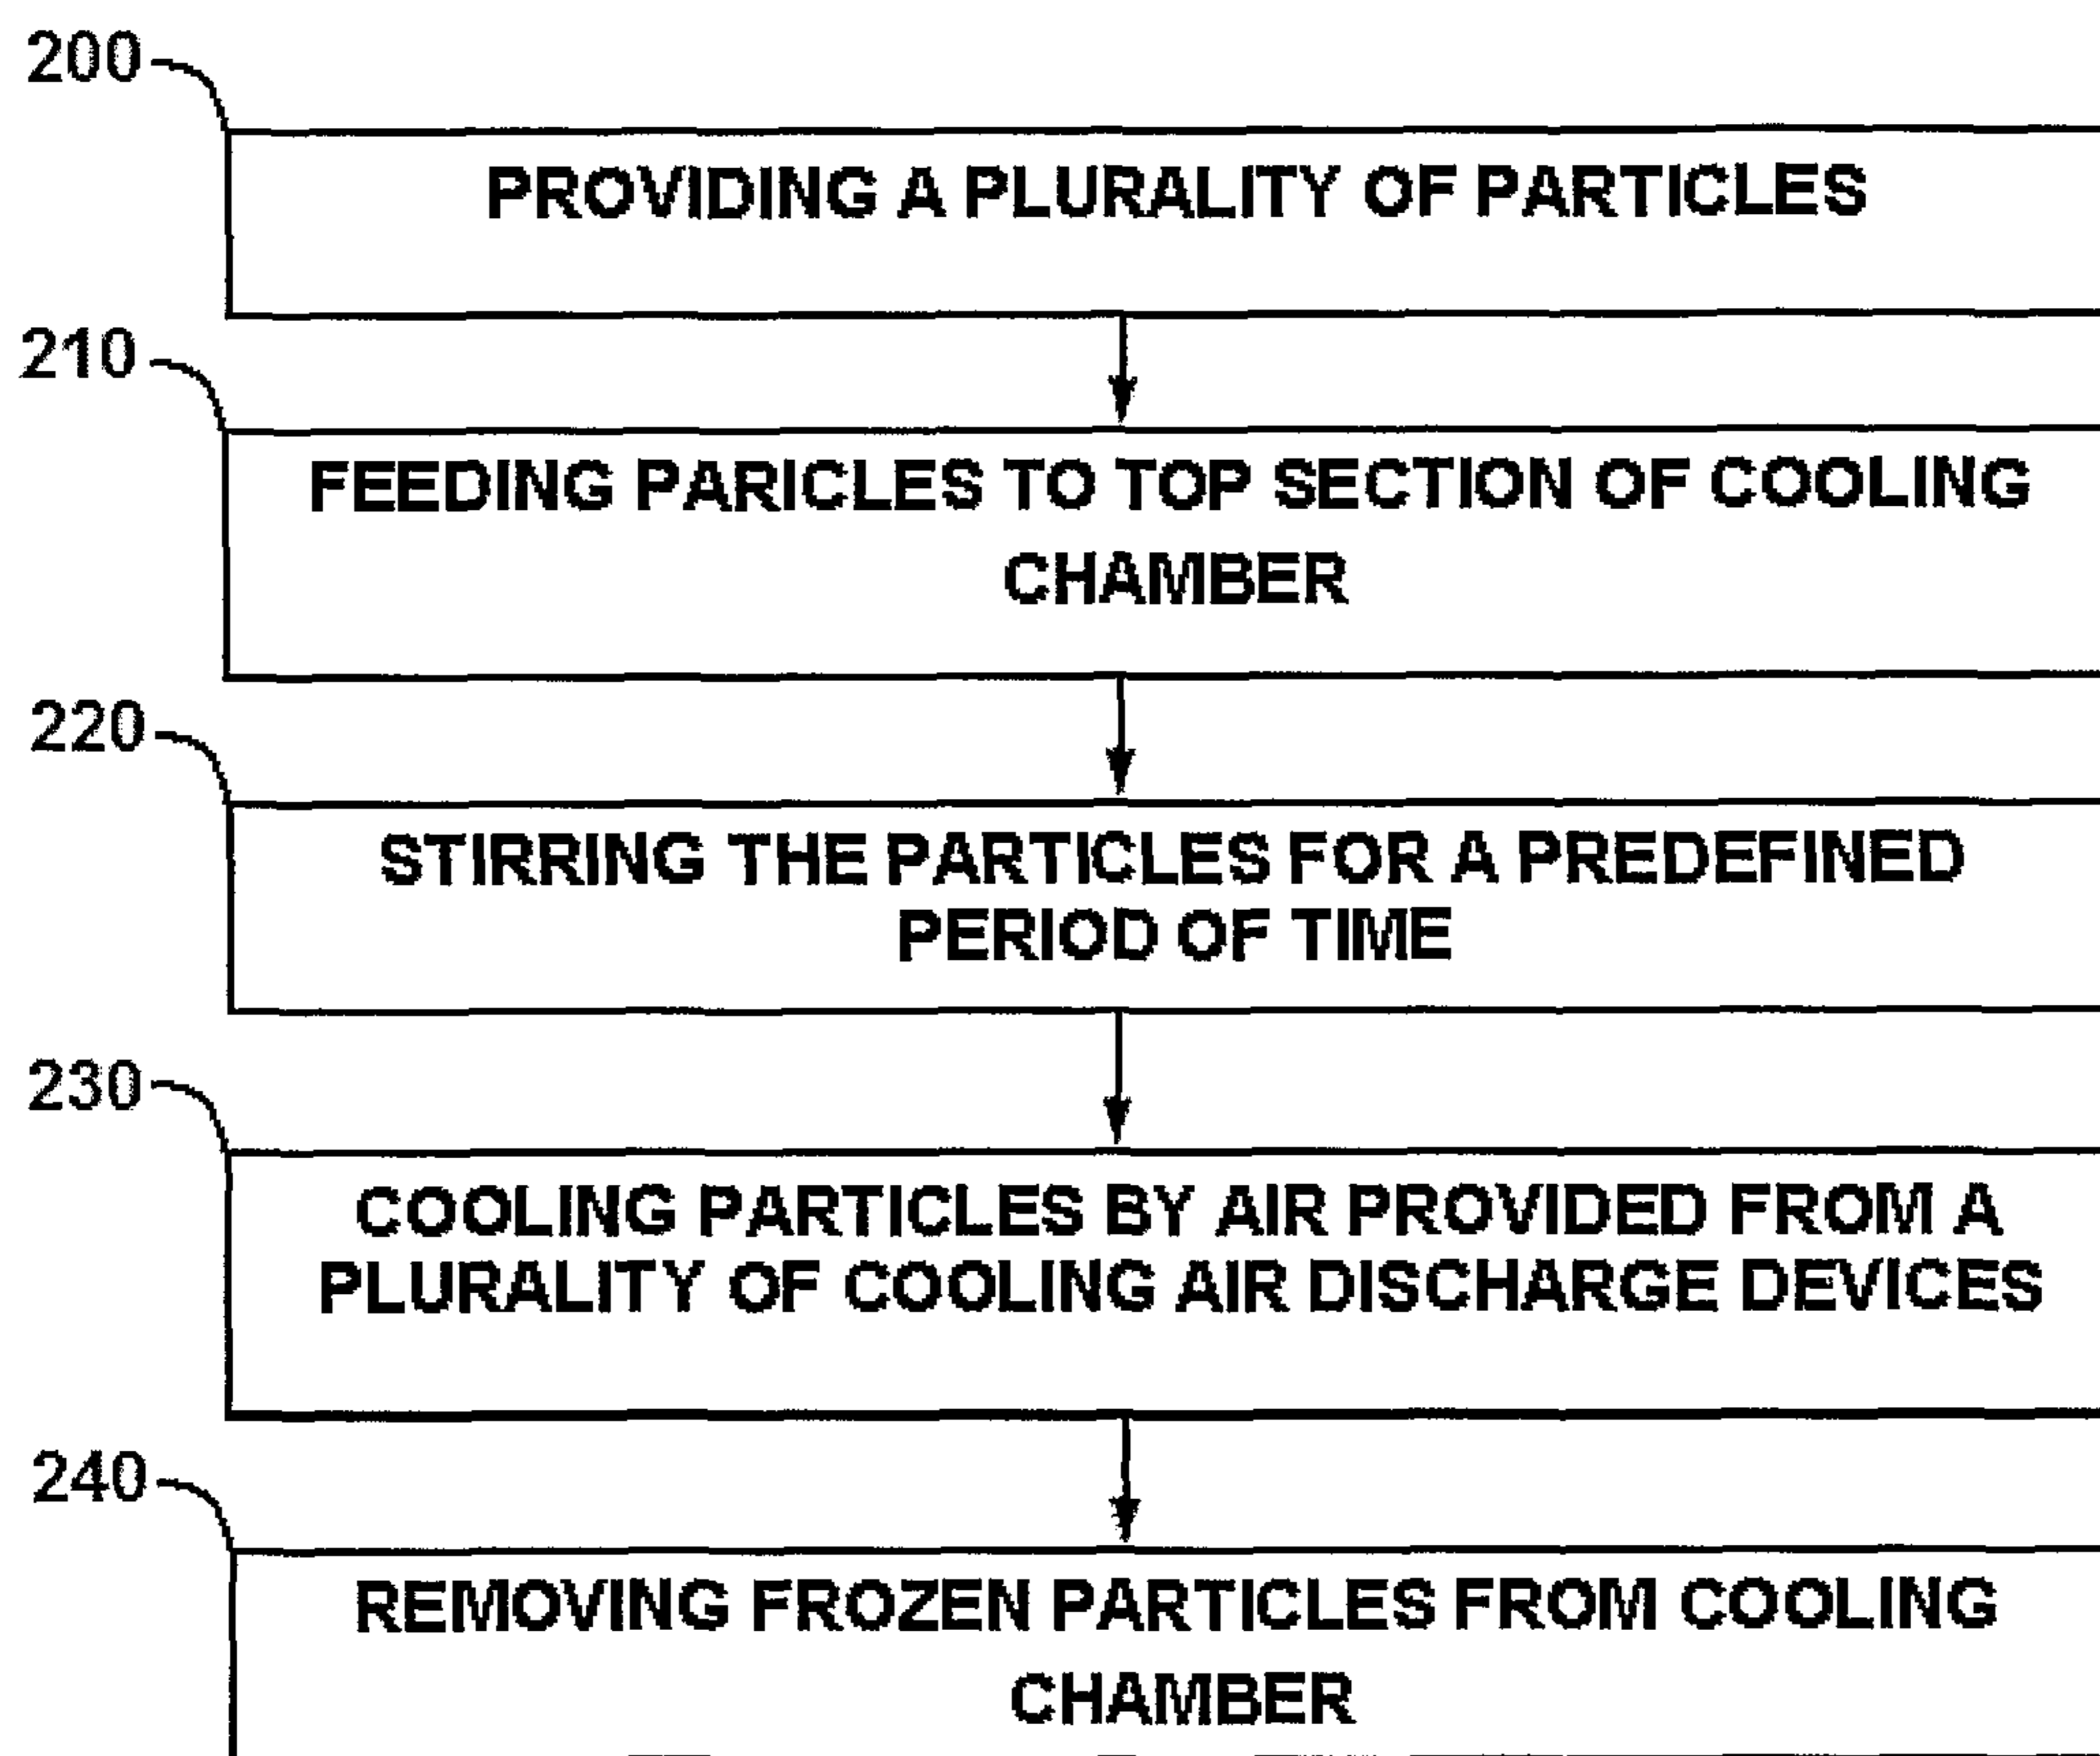 200
PROVIDING A PLURALITY OF PARTICLES
210
FEEDING PARICLES TO TOP SECTION OF COOLING
CHAMBER
220
STIRRING THE PARTICLES FOR A PREDEFINED
PERIOD OF TIME
230
COOLING PARTICLES BY AIR PROVIDED FROM A
PLURALITY OF COOLING AIR DISCHARGE DEVICES
240
REMOVING FROZEN PARTICLES FROM COOLING
CHAMBER